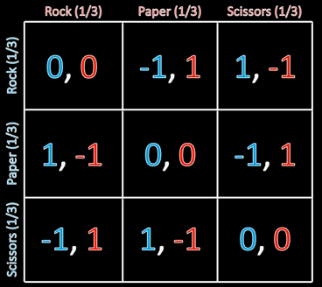 Rock (1/3) Paper (1/3) Scissors (1/3)
Rock (1/3) 0, 0 -1, 1 1, -1
Paper (1/3) 1, -1 0, 0 -1, 1
Scissors (1/3) -1, 1 1, -1 0, 0